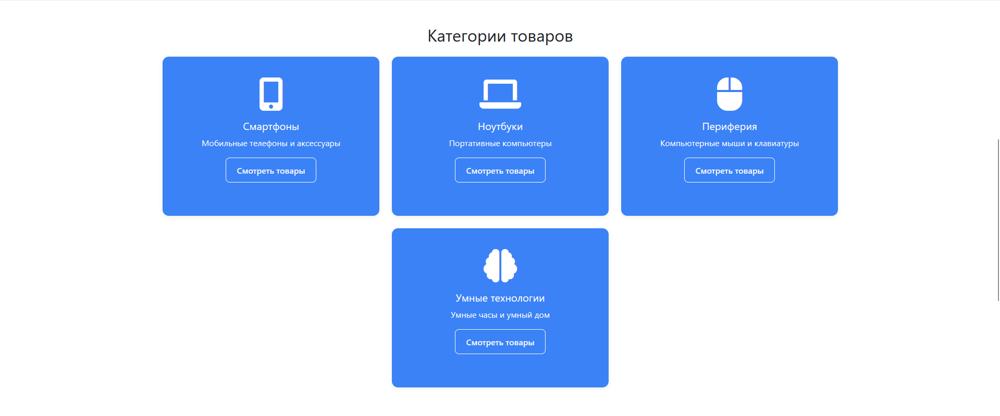 Категории товаров
Смартфоны
Мобильные телефоны и аксессуары
Смотреть товары
Ноутбуки
Портативные компьютеры
Смотреть товары
Периферия
Компьютерные мыши и клавиатуры
Смотреть товары
Умные технологии
Умные часы и умный дом
Смотреть товары